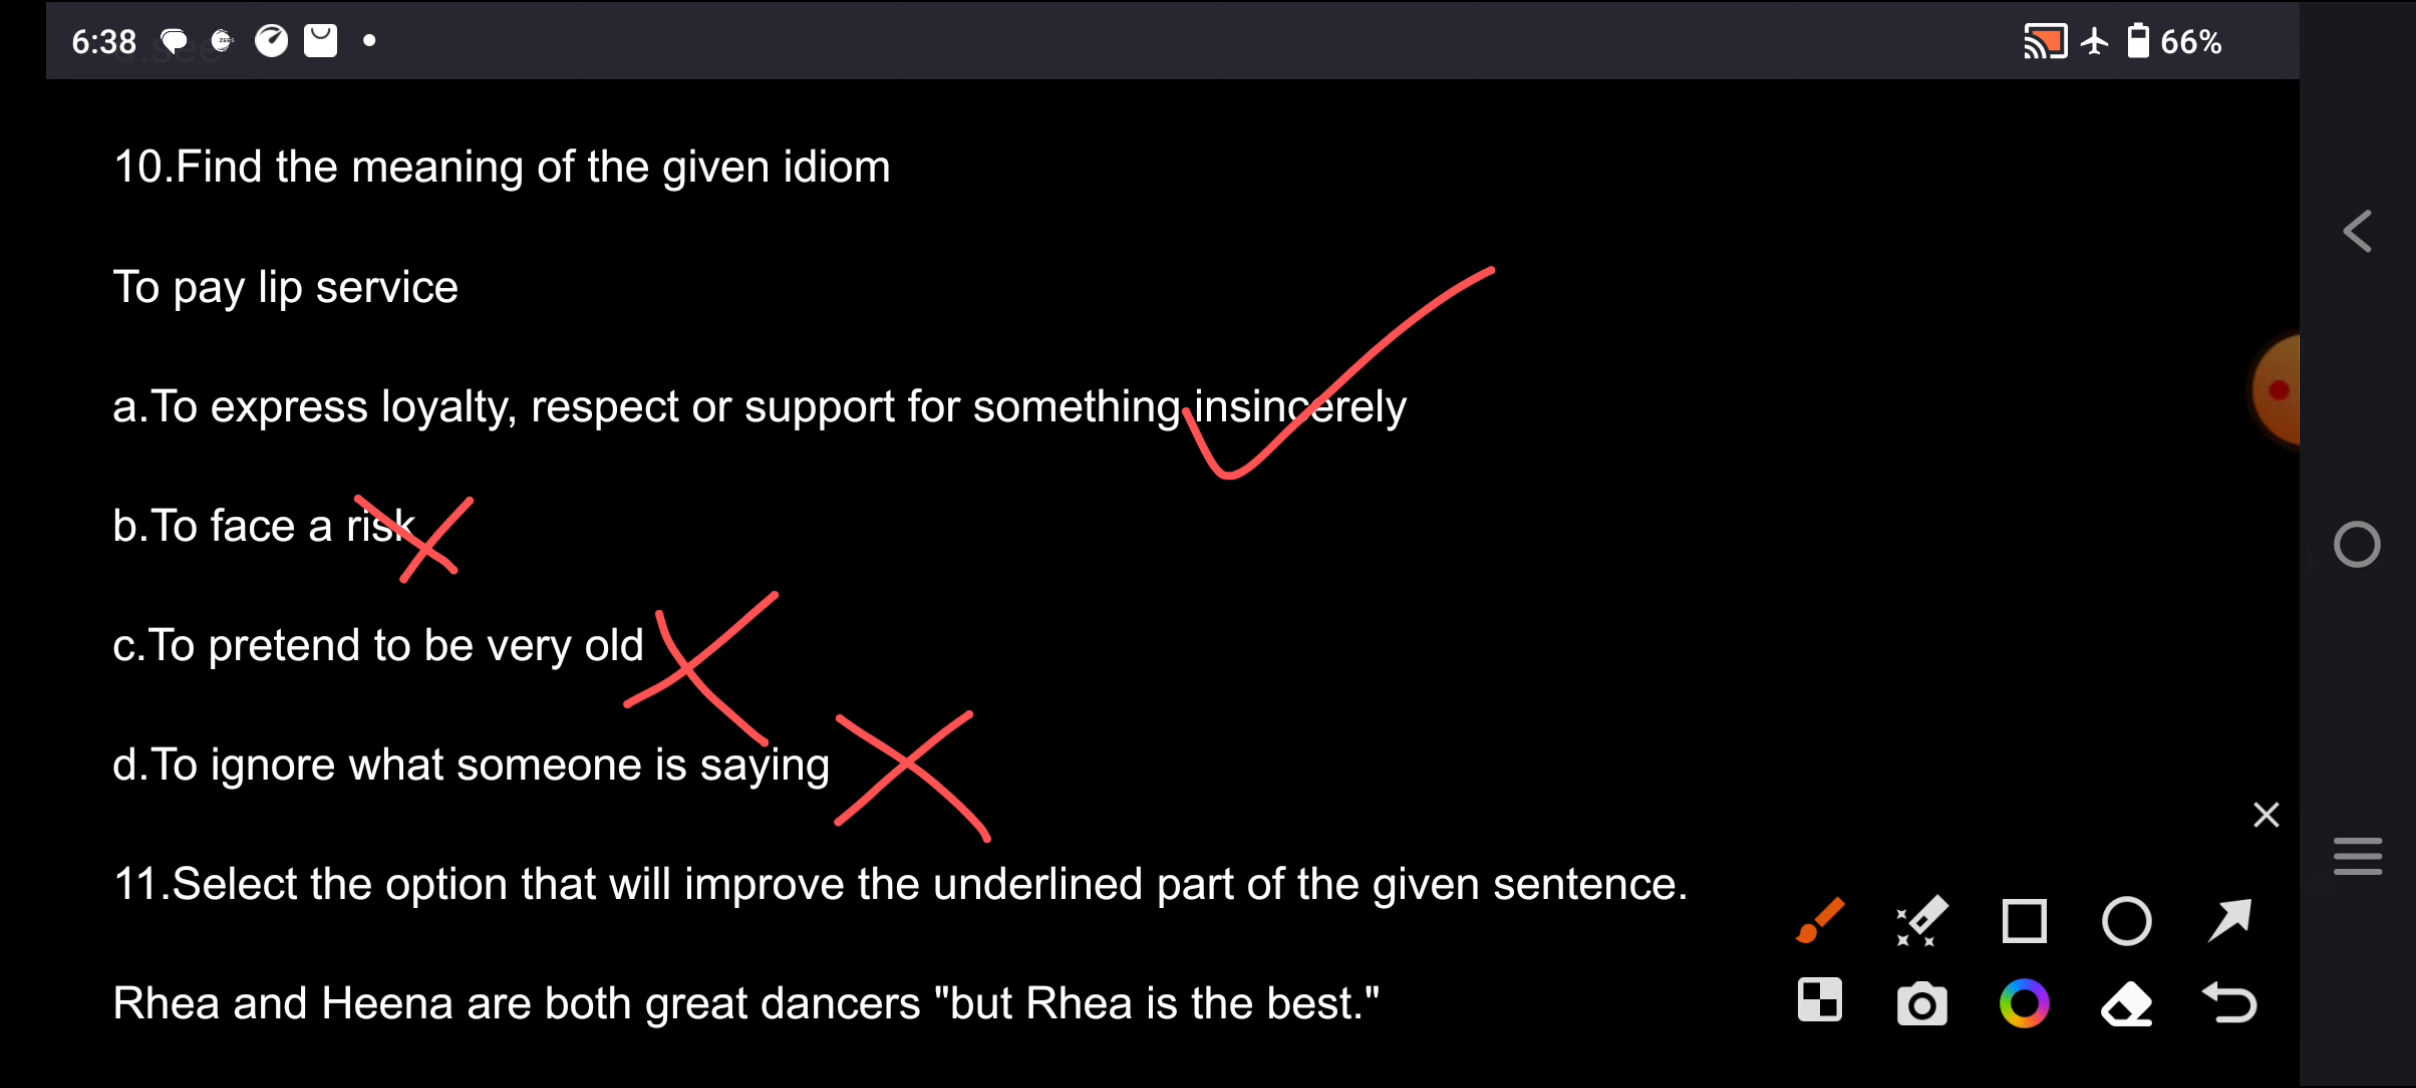 6:38
66%
10.Find the meaning of the given idiom
To pay lip service
a.To express loyalty, respect or support for something insincerely
b.To face a risk
c.To pretend to be very old
d.To ignore what someone is saying
11.Select the option that will improve the underlined part of the given sentence.
Rhea and Heena are both great dancers "but Rhea is the best."